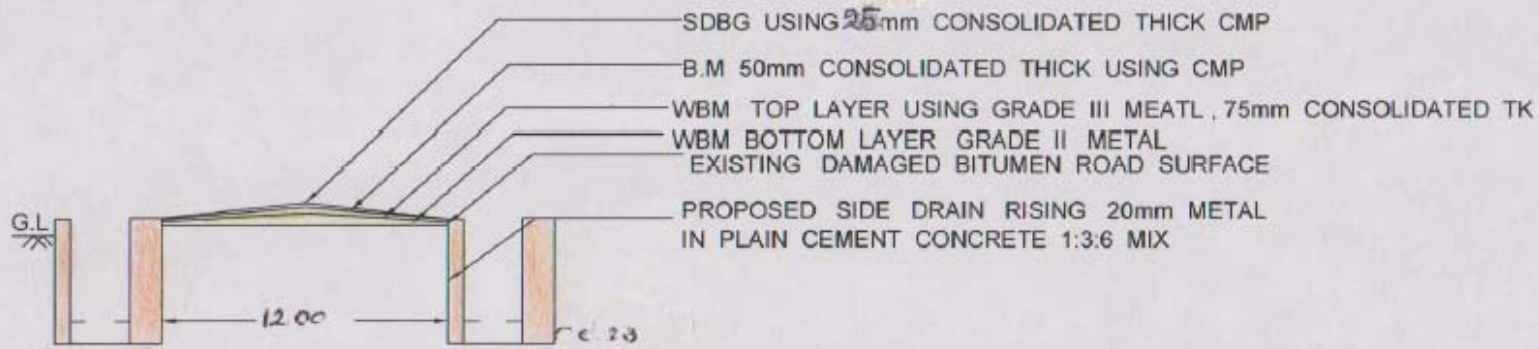 SDBG USING 25mm CONSOLIDATED THICK CMP
B.M 50mm CONSOLIDATED THICK USING CMP
WBM TOP LAYER USING GRADE III MEATL , 75mm CONSOLIDATED TK
WBM BOTTOM LAYER GRADE II METAL
EXISTING DAMAGED BITUMEN ROAD SURFACE
PROPOSED SIDE DRAIN RISING 20mm METAL
IN PLAIN CEMENT CONCRETE 1:3:6 MIX
G.L
12.00